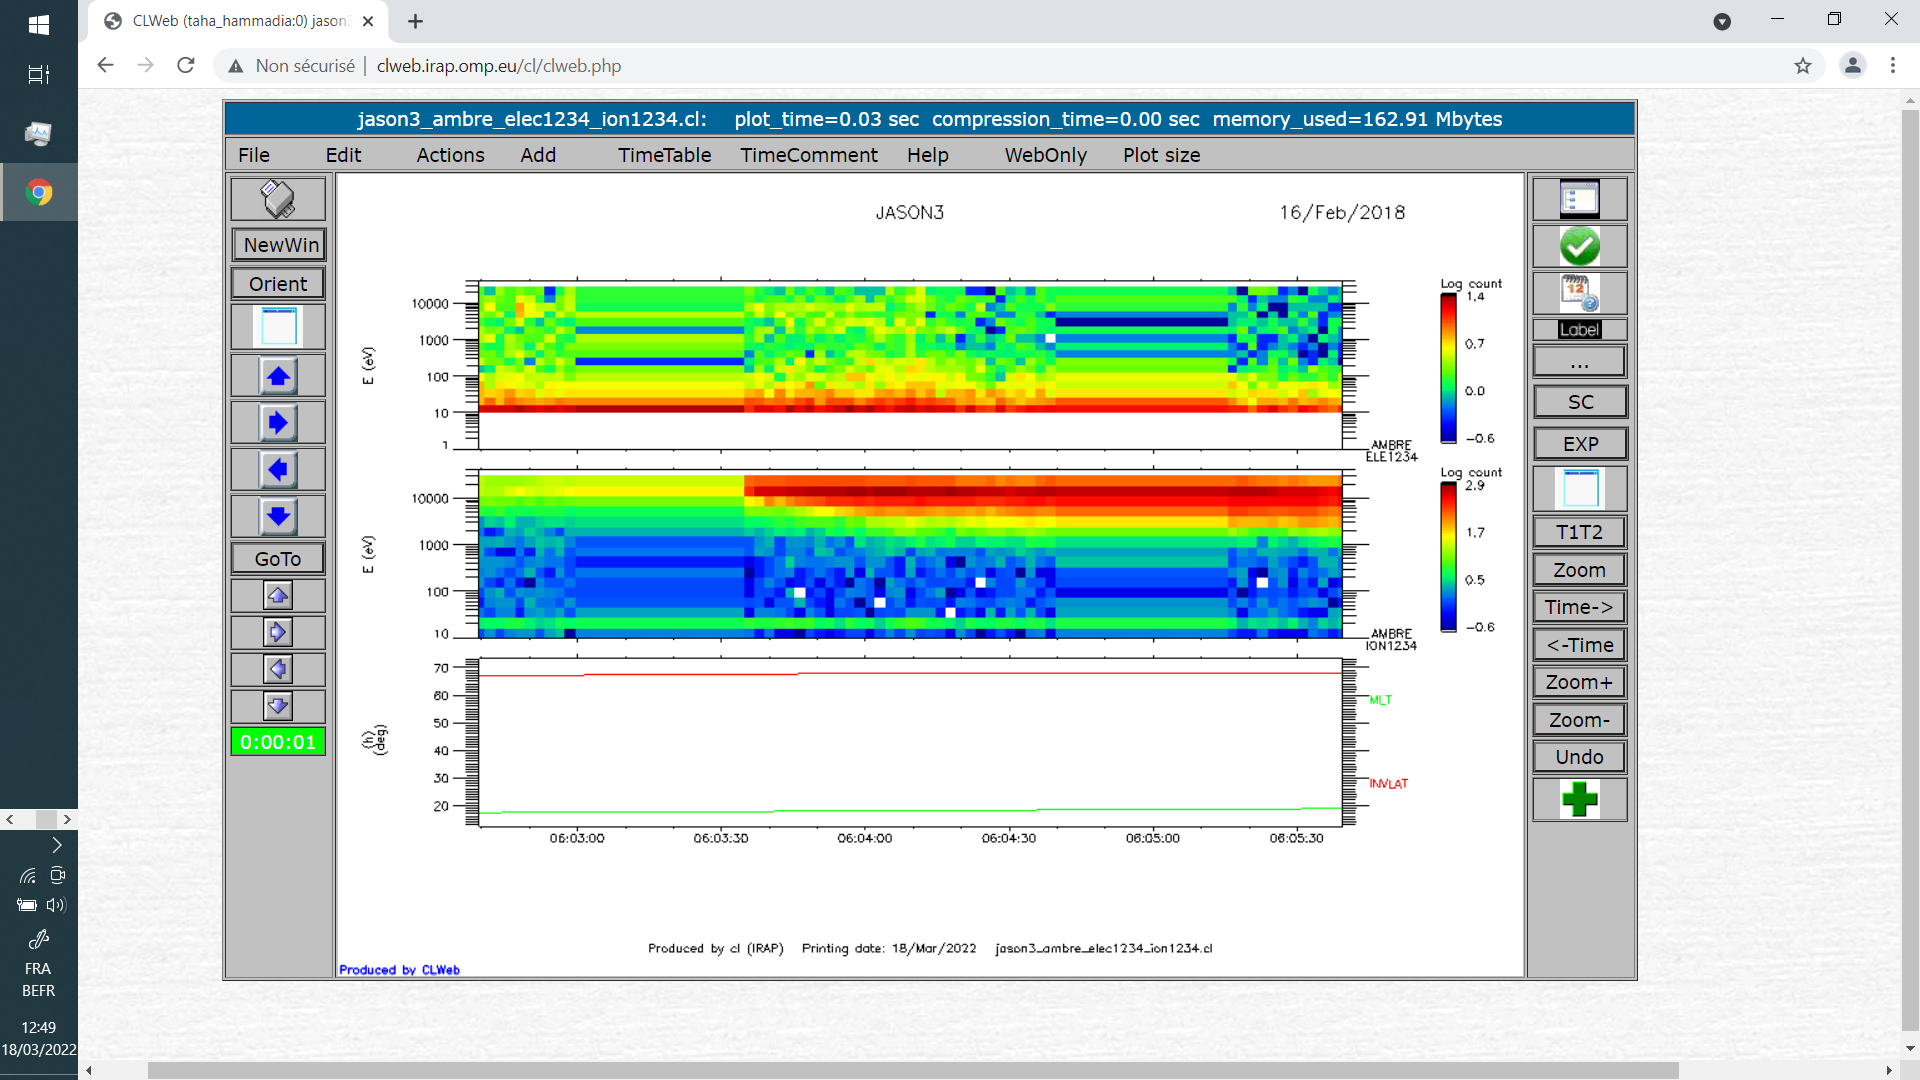 CLWeb (taha_hammadia:0) jason3
Non sécurisé | clweb.irap.omp.eu/cl/clweb.php
jason3_ambre_elec1234_ion1234.cl: plot_time=0.03 sec compression_time=0.00 sec memory_used=162.91 Mbytes
File Edit Actions Add TimeTable TimeComment Help WebOnly Plot size
NewWin
Orient
GoTo
0:00:01
JASON3 16/Feb/2018
E (eV)
10000
1000
100
10
1
Log count
1.4
0.7
0.0
-0.6
AMBRE
ELE1234
E (eV)
10000
1000
100
10
Log count
2.9
1.7
0.5
-0.6
AMBRE
ION1234
(h)
(deg)
70
60
50
40
30
20
MLT
INVLAT
06:03:00 06:03:30 06:04:00 06:04:30 06:05:00 06:05:30
Produced by cl (IRAP) Printing date: 18/Mar/2022 jason3_ambre_elec1234_ion1234.cl
Produced by CLWeb
12
Label
...
SC
EXP
T1T2
Zoom
Time->
<-Time
Zoom+
Zoom-
Undo
FRA
BEFR
12:49
18/03/2022